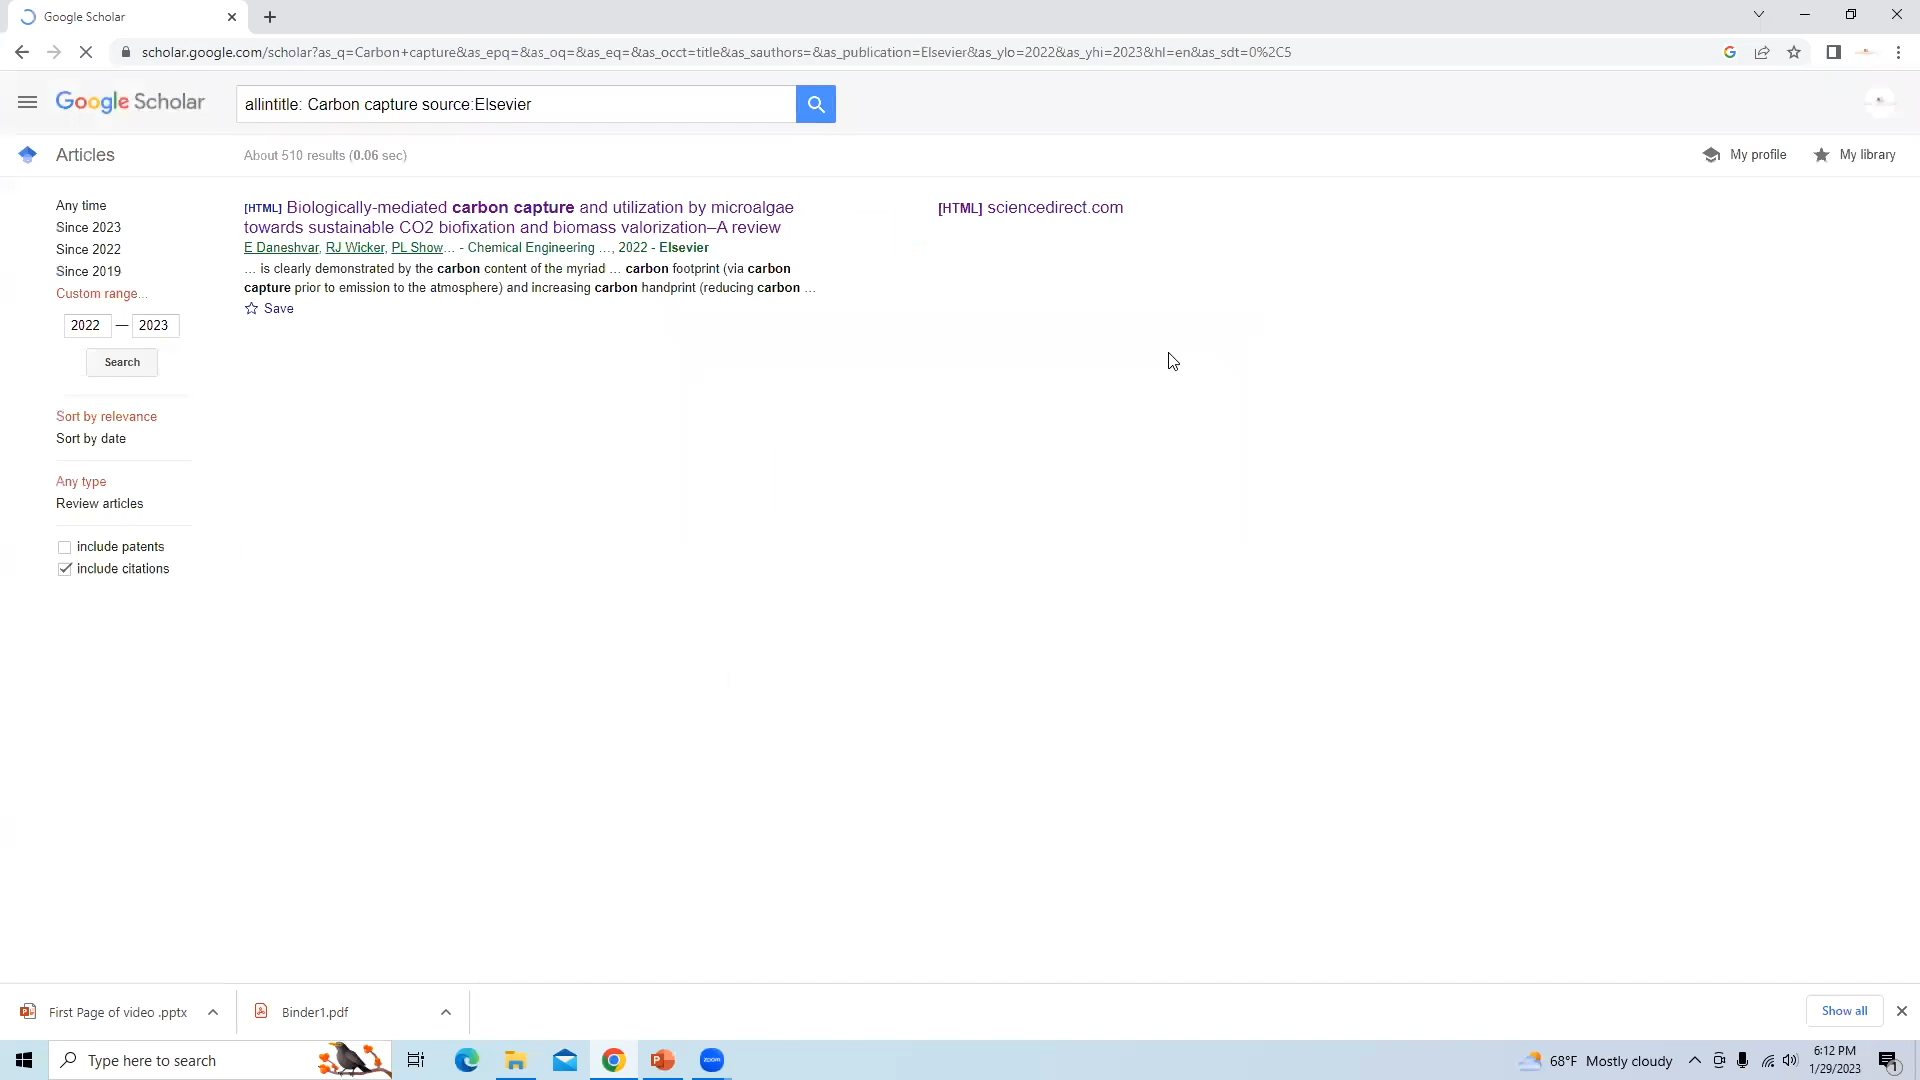 Google Scholar
scholar.google.com/scholar?as_q=Carbon+capture&as_epq=&as_oq=&as_eq=&as_occt=title&as_sauthors=&as_publication=Elsevier&as_ylo=2022&as_yhi=2023&hl=en&as_sdt=0%2C5
Google Scholar
allintitle: Carbon capture source:Elsevier
Articles
About 510 results (0.06 sec)
My profile
My library
Any time
Since 2023
Since 2022
Since 2019
Custom range...
2022 — 2023
Search
Sort by relevance
Sort by date
Any type
Review articles
include patents
include citations
[HTML] Biologically-mediated carbon capture and utilization by microalgae
towards sustainable CO2 biofixation and biomass valorization–A review
E Daneshvar, RJ Wicker, PL Show… - Chemical Engineering …, 2022 - Elsevier
… is clearly demonstrated by the carbon content of the myriad … carbon footprint (via carbon
capture prior to emission to the atmosphere) and increasing carbon handprint (reducing carbon …
Save
[HTML] sciencedirect.com
First Page of video .pptx
Binder1.pdf
Show all
Type here to search
zoom
68°F Mostly cloudy
6:12 PM
1/29/2023
1